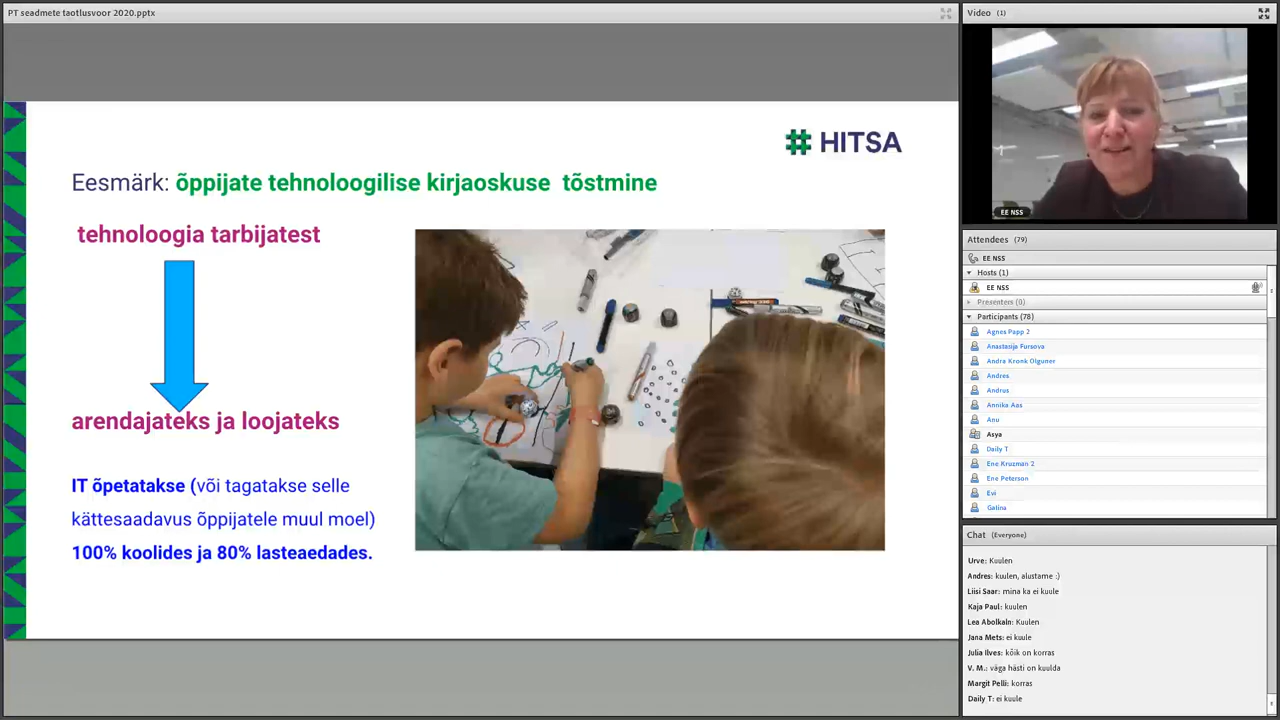 PT seadmete taotlusvoor 2020.pptx
# HITSA
Eesmärk: õppijate tehnoloogilise kirjaoskuse tõstmine
tehnoloogia tarbijatest
arendajateks ja loojateks
IT õpetatakse (või tagatakse selle
kättesaadavus õppijatele muul moel)
100% koolides ja 80% lasteaedades.
Video (1)
EE NSS
Attendees (79)
EE NSS
Hosts (1)
EE NSS
Presenters (0)
Participants (78)
Agnes Papp 2
Anastasija Fursova
Andra Kronk Olguner
Andres
Andrus
Annika Aas
Anu
Asya
Daily T
Ene Kruzman 2
Ene Peterson
Evi
Galina
Chat (Everyone)
Urve: Kuulen
Andres: kuulen, alustame :)
Liisi Saar: mina ka ei kuule
Kaja Paul: kuulen
Lea Abolkaln: Kuulen
Jana Mets: ei kuule
Julia Ilves: kõik on korras
V. M.: väga hästi on kuulda
Margit Pelli: korras
Daily T: ei kuule